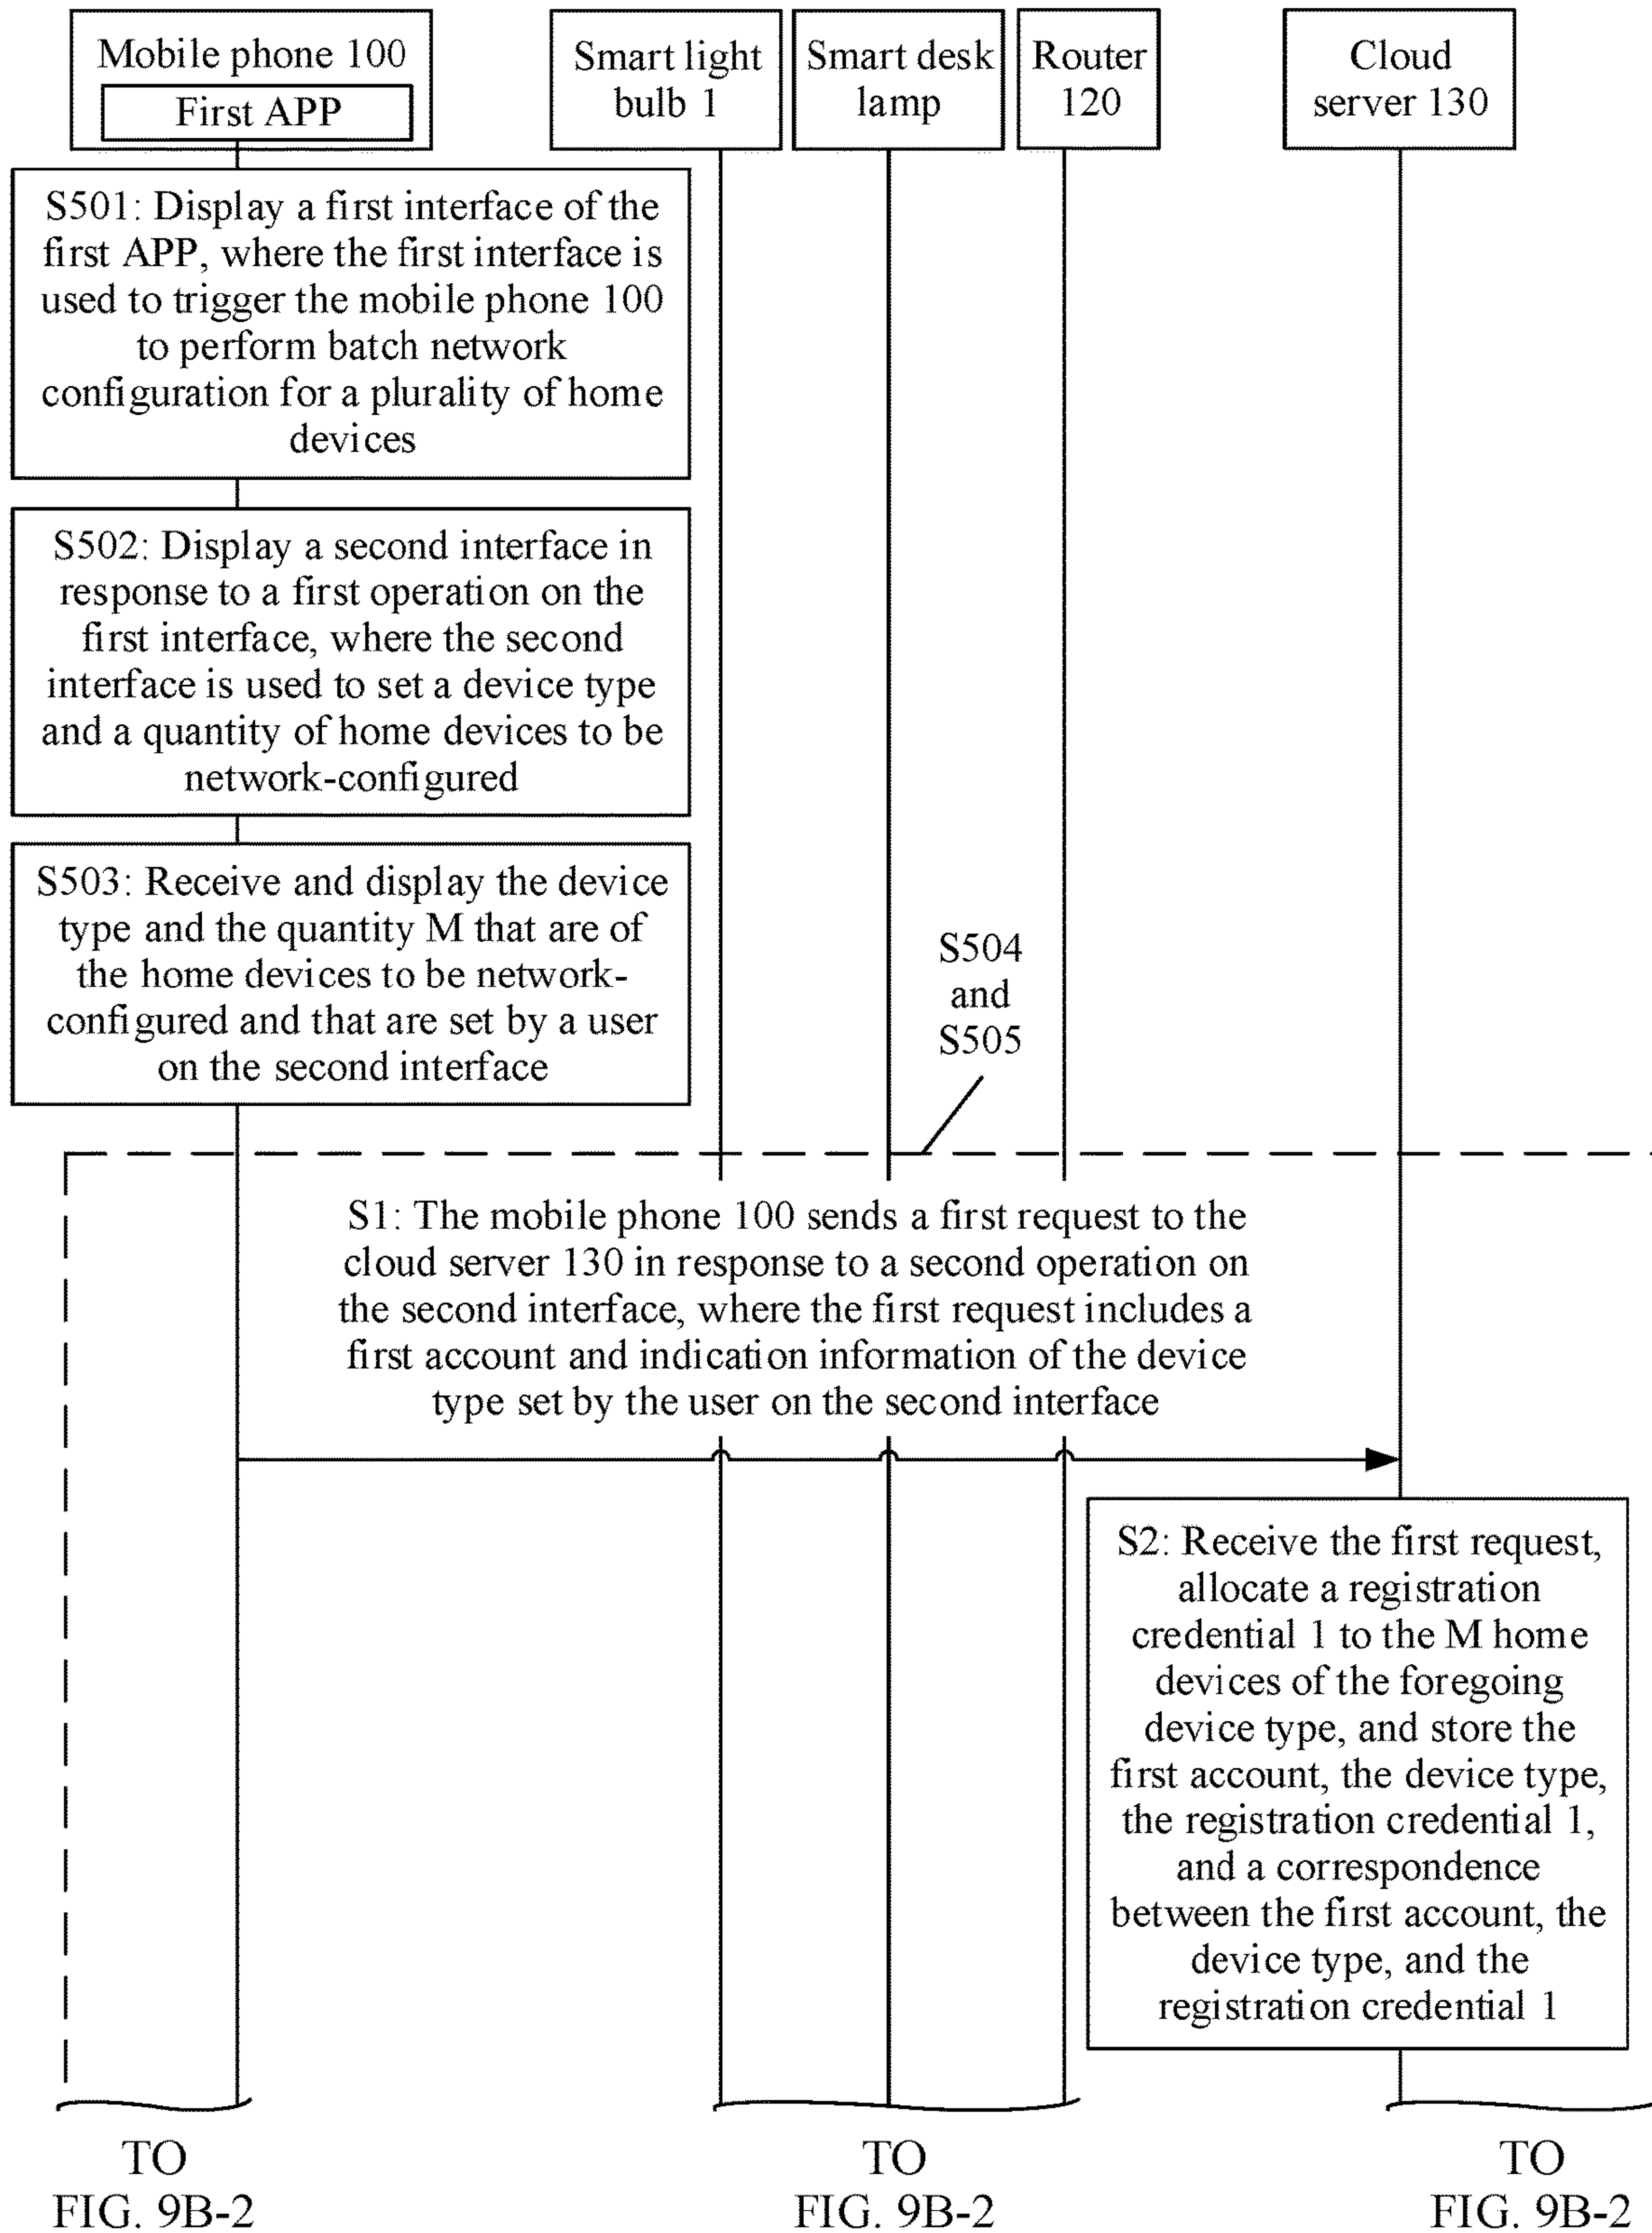 Mobile phone 100
First APP
Smart light
bulb 1
Smart desk
lamp
Router
120
Cloud
server 130
S501: Display a first interface of the
first APP, where the first interface is
used to trigger the mobile phone 100
to perform batch network
configuration for a plurality of home
devices
S502: Display a second interface in
response to a first operation on the
first interface, where the second
interface is used to set a device type
and a quantity of home devices to be
network-configured
S503: Receive and display the device
type and the quantity M that are of
the home devices to be network-
configured and that are set by a user
on the second interface
S504
and
S505
S1: The mobile phone 100 sends a first request to the
cloud server 130 in response to a second operation on
the second interface, where the first request includes a
first account and indication information of the device
type set by the user on the second interface
S2: Receive the first request,
allocate a registration
credential 1 to the M home
devices of the foregoing
device type, and store the
first account, the device type,
the registration credential 1,
and a correspondence
between the first account, the
device type, and the
registration credential 1
TO
FIG. 9B-2
TO
FIG. 9B-2
TO
FIG. 9B-2